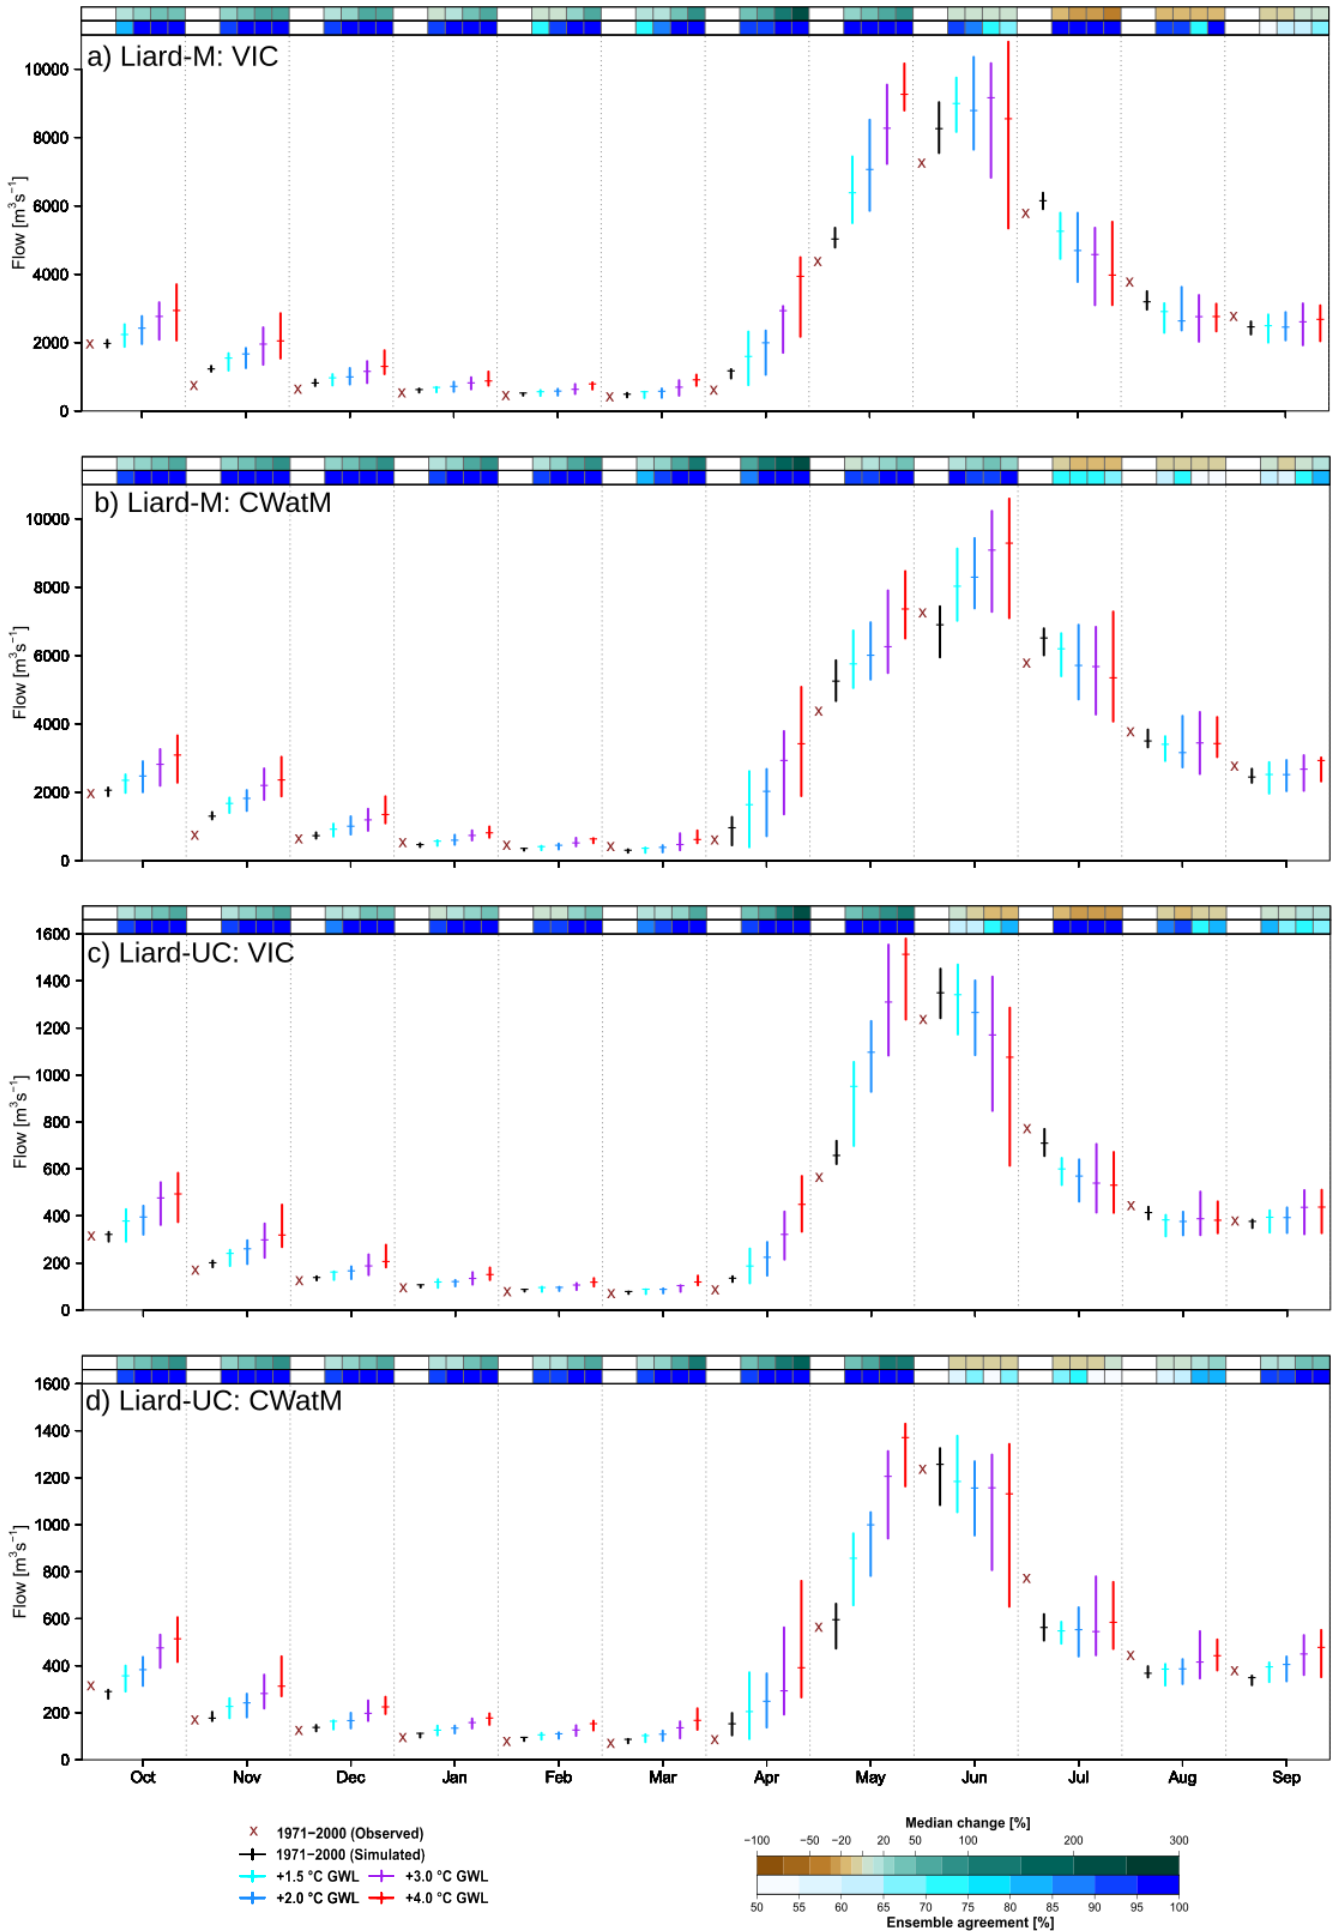 a) Liard-M: VIC
10000
8000
6000
4000
2000
0
Flow [m³s⁻¹]
b) Liard-M: CWatM
10000
8000
6000
4000
2000
0
Flow [m³s⁻¹]
c) Liard-UC: VIC
1600
1400
1200
1000
800
600
400
200
0
Flow [m³s⁻¹]
d) Liard-UC: CWatM
1600
1400
1200
1000
800
600
400
200
0
Flow [m³s⁻¹]
Oct Nov Dec Jan Feb Mar Apr May Jun Jul Aug Sep
1971−2000 (Observed)
1971−2000 (Simulated)
+1.5 °C GWL +3.0 °C GWL
+2.0 °C GWL +4.0 °C GWL
Median change [%]
−100 −50 −20 20 50 100 200 300
50 55 60 65 70 75 80 85 90 95 100
Ensemble agreement [%]